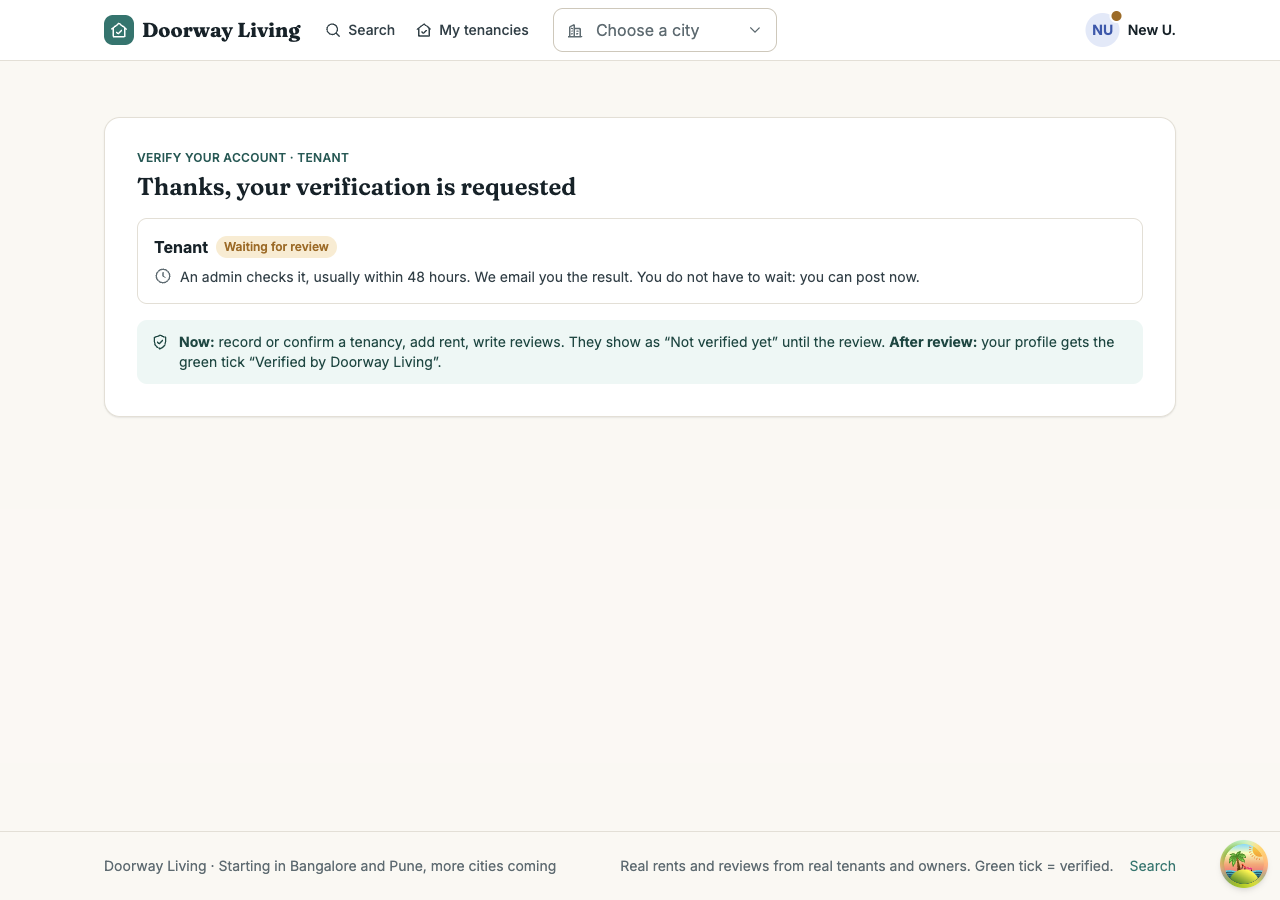 Doorway Living
Search
My tenancies
Choose a city
NU
New U.
VERIFY YOUR ACCOUNT · TENANT
Thanks, your verification is requested
Tenant
Waiting for review
An admin checks it, usually within 48 hours. We email you the result. You do not have to wait: you can post now.
Now: record or confirm a tenancy, add rent, write reviews. They show as “Not verified yet” until the review. After review: your profile gets the
green tick “Verified by Doorway Living”.
Doorway Living · Starting in Bangalore and Pune, more cities coming
Real rents and reviews from real tenants and owners. Green tick = verified.
Search